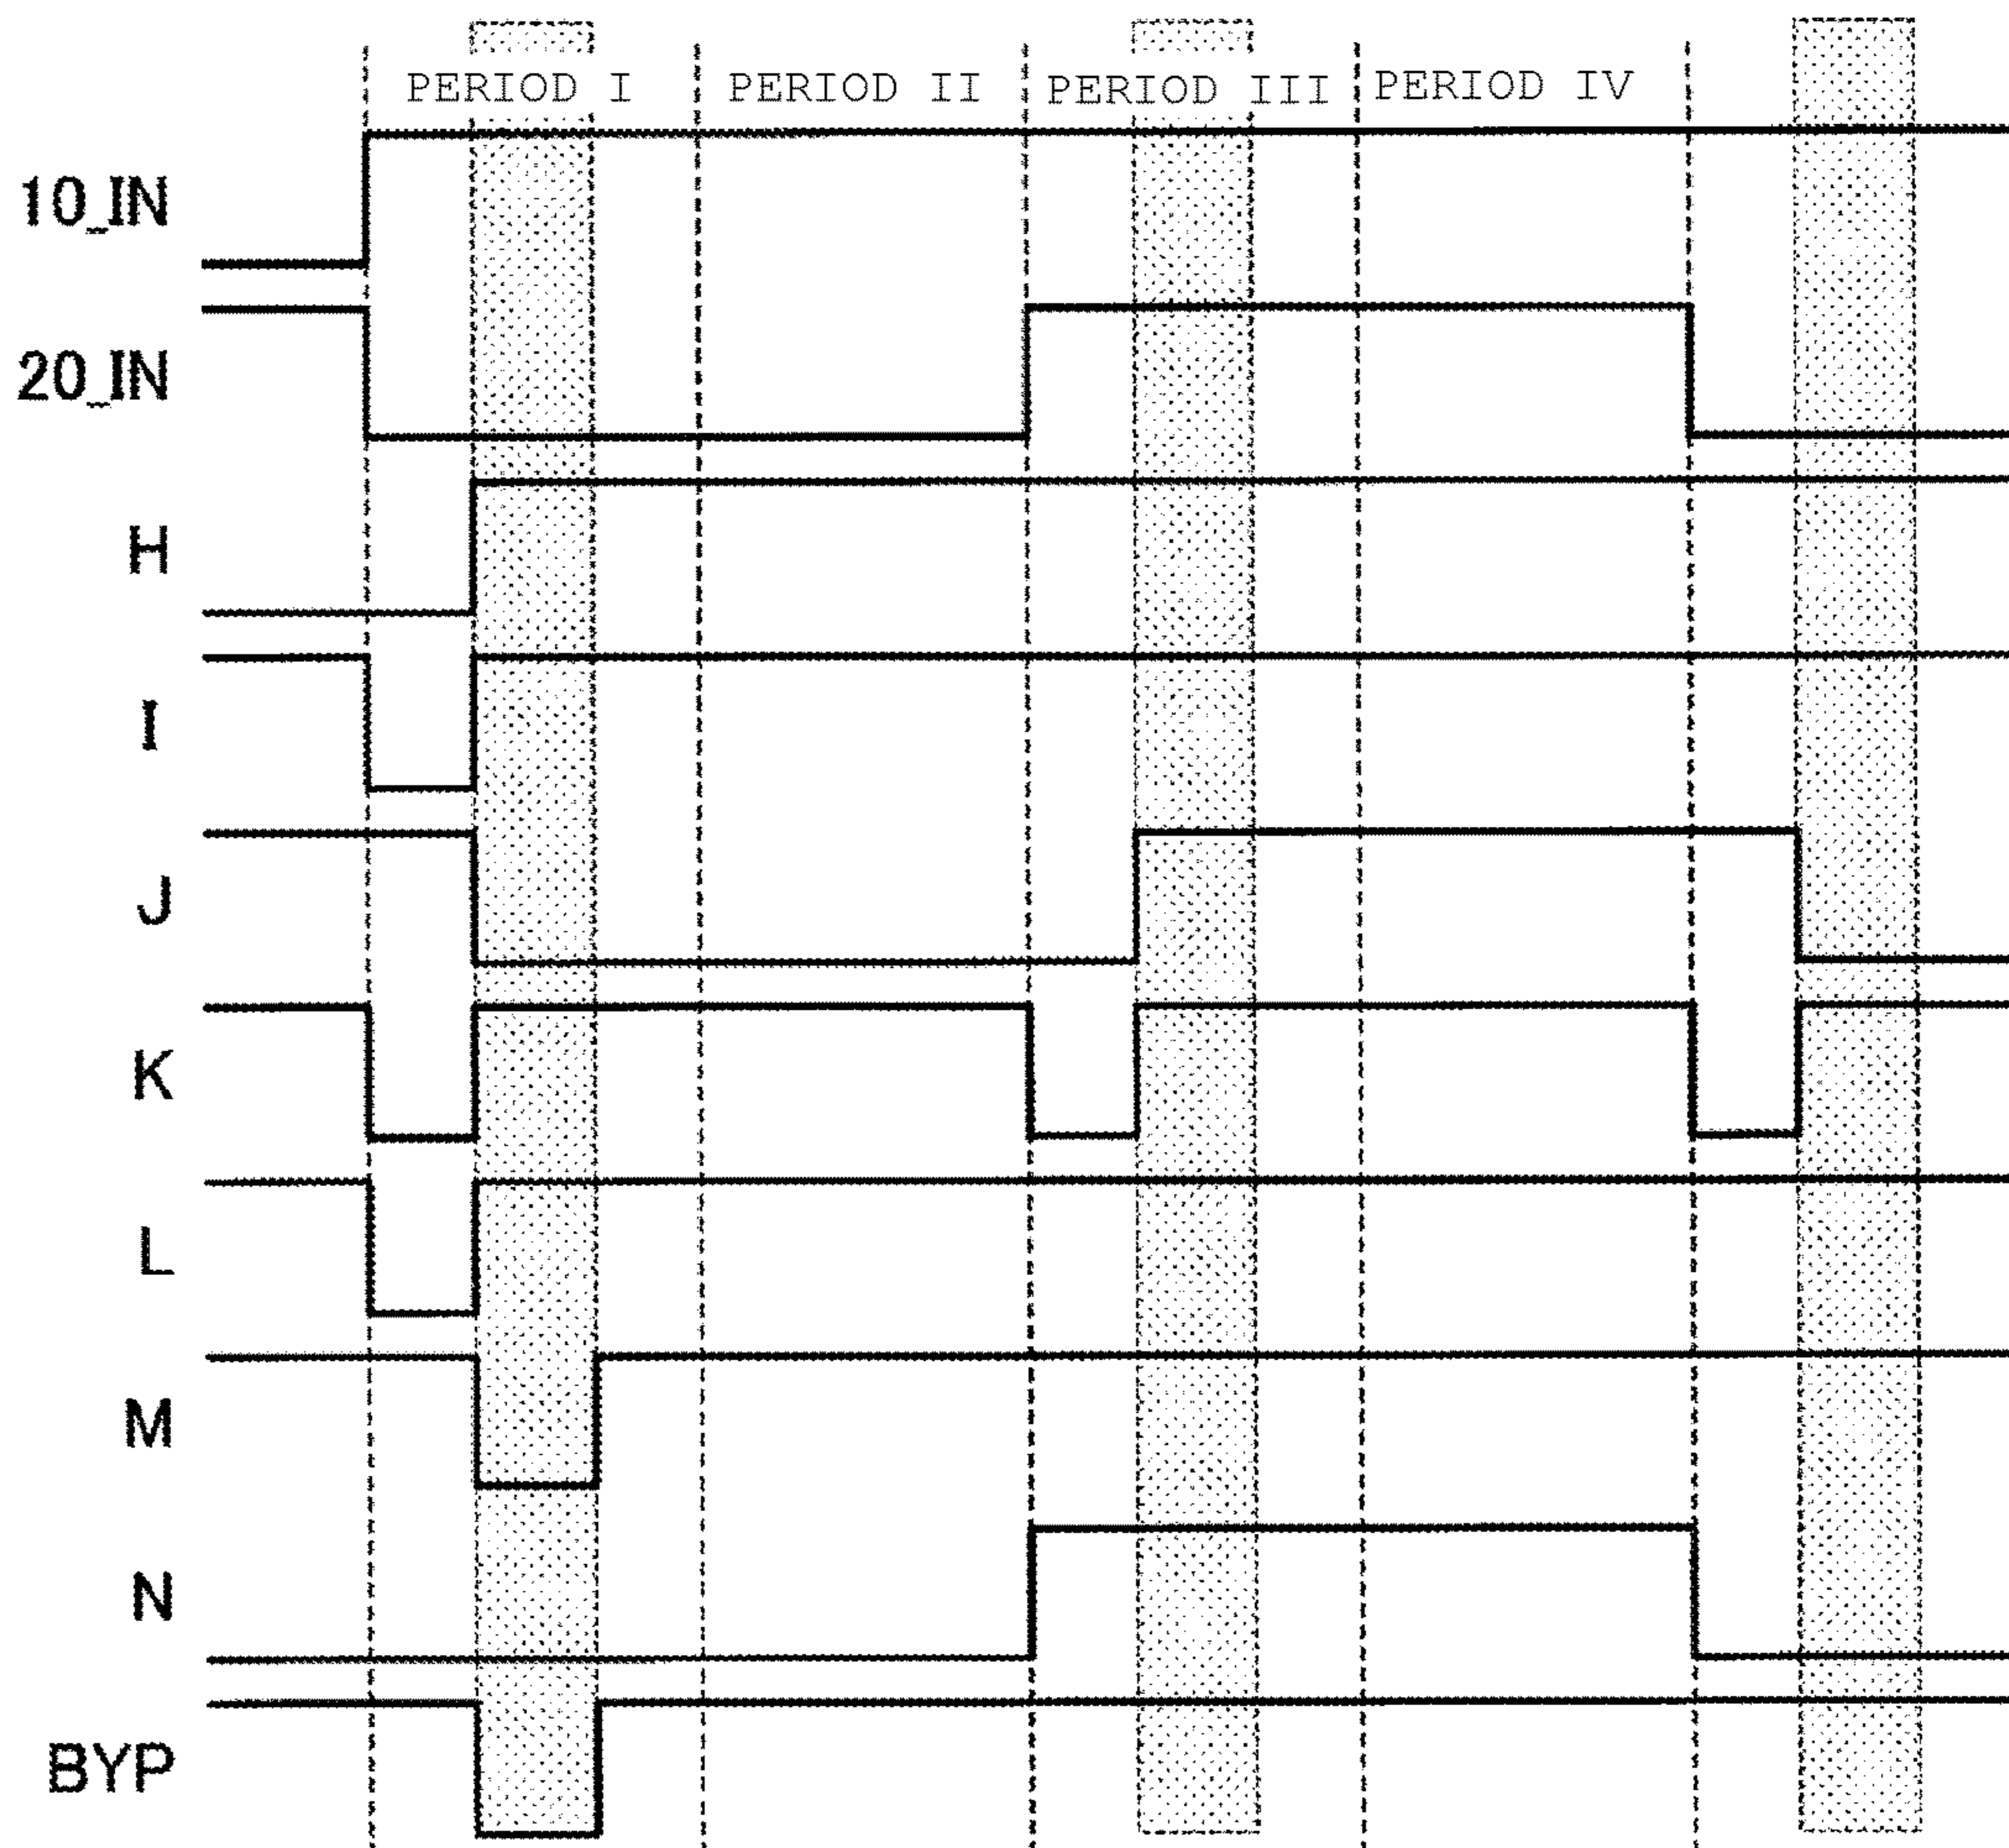 PERIOD I PERIOD II PERIOD III PERIOD IV
10_IN
20_IN
H
I
J
K
L
M
N
BYP